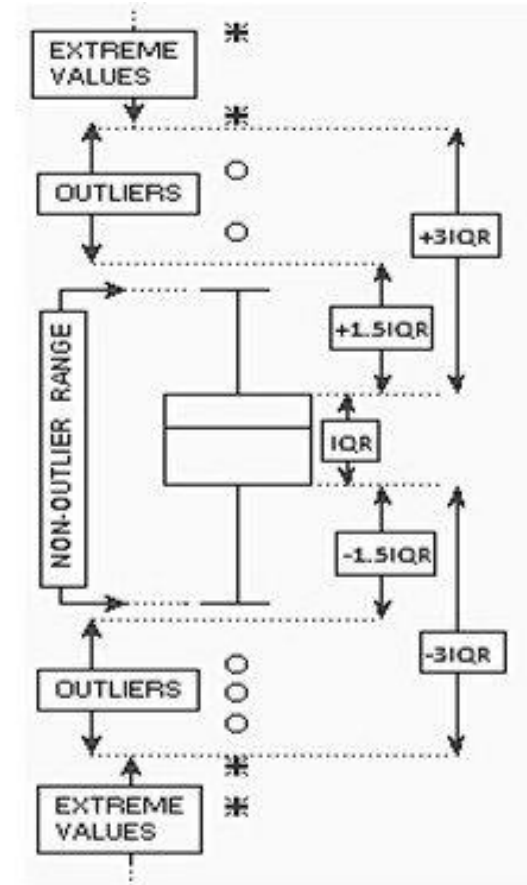 EXTREME
VALUES
OUTLIERS
+3IQR
+1.5IQR
NON-OUTLIER RANGE
IQR
-1.5IQR
-3IQR
OUTLIERS
EXTREME
VALUES